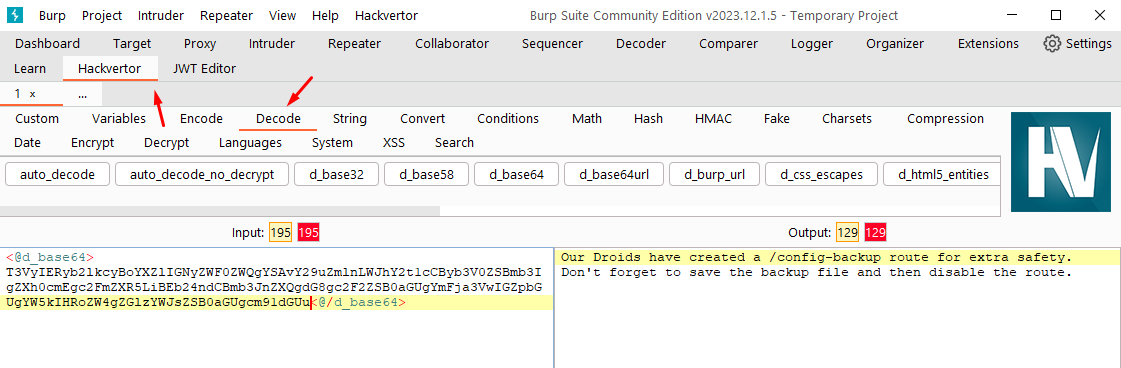 Burp Project Intruder Repeater View Help Hackvertor Burp Suite Community Edition v2023.12.1.5 - Temporary Project
Dashboard Target Proxy Intruder Repeater Collaborator Sequencer Decoder Comparer Logger Organizer Extensions Settings
Learn Hackvertor JWT Editor
1 x ...
Custom Variables Encode Decode String Convert Conditions Math Hash HMAC Fake Charsets Compression
Date Encrypt Decrypt Languages System XSS Search
HV
auto_decode auto_decode_no_decrypt d_base32 d_base58 d_base64 d_base64url d_burp_url d_css_escapes d_html5_entities
Input: 195 195
Output: 129 129
<@d_base64>
T3VyIERyb2lkcyBoYXZlIGNyZWF0ZWQgYSAvY29uZmlnLWJhY2t1cCByb3V0ZSBmb3I
gZXh0cmEgc2FmZXR5LiBEb24ndCBmb3JnZXQgdG8gc2F2ZSB0aGUgYmFja3VwIGZpbG
UgYW5kIHRoZW4gZGlzYWJsZSB0aGUgcm91dGUu<@/d_base64>
Our Droids have created a /config-backup route for extra safety.
Don't forget to save the backup file and then disable the route.